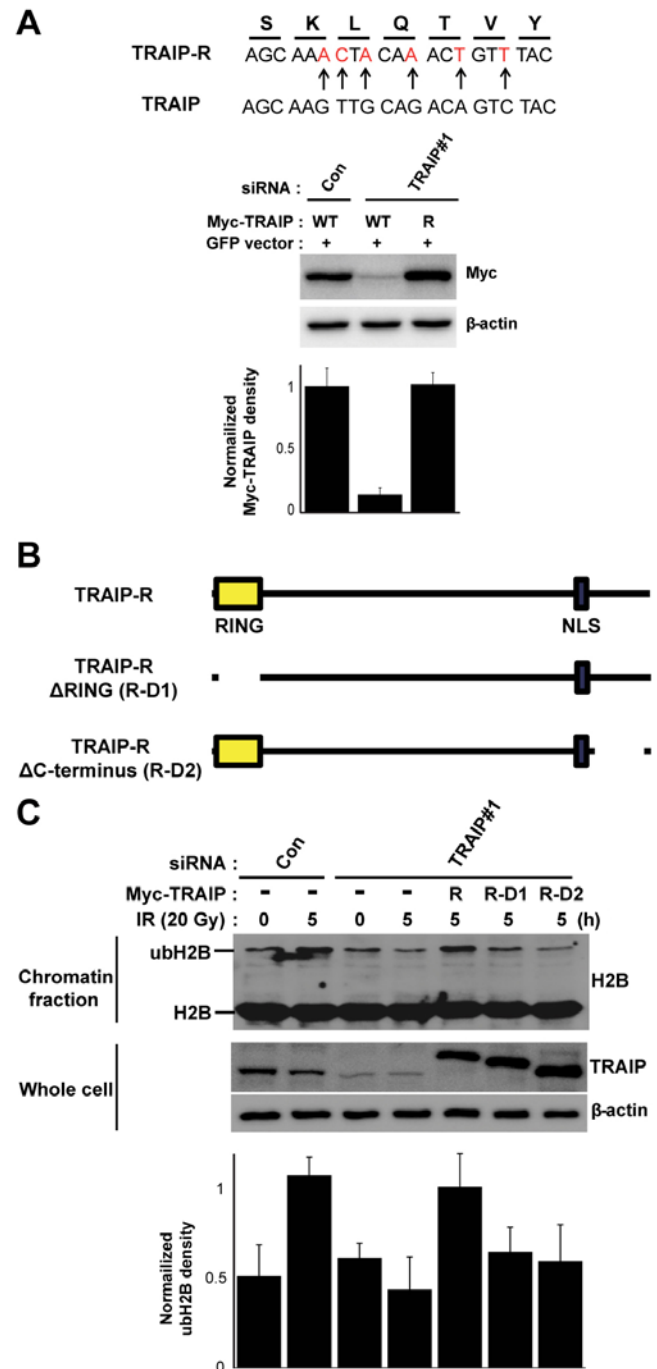 A
S K L Q T V Y
TRAIP-R AGC AAA CTA CAA ACT GTT TAC
TRAIP AGC AAG TTG CAG ACA GTC TAC
siRNA : Con TRAIP#1
Myc-TRAIP : WT WT R
GFP vector : + + +
Myc
β-actin
Normailized
Myc-TRAIP density
1
0.5
0
B
TRAIP-R
RING NLS
TRAIP-R
ΔRING (R-D1)
TRAIP-R
ΔC-terminus (R-D2)
C
siRNA : Con TRAIP#1
Myc-TRAIP : - - - - R R-D1 R-D2
IR (20 Gy) : 0 5 0 5 5 5 5 (h)
Chromatin
fraction
ubH2B
H2B
H2B
Whole cell
TRAIP
β-actin
Normailized
ubH2B density
1
0.5
0